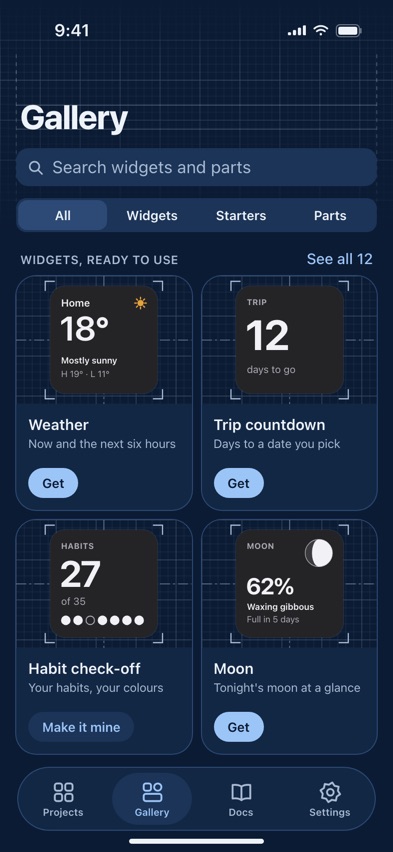 9:41
Gallery
Search widgets and parts
All Widgets Starters Parts
WIDGETS, READY TO USE See all 12
Home
18°
Mostly sunny
H 19° · L 11°
Weather
Now and the next six hours
Get
TRIP
12
days to go
Trip countdown
Days to a date you pick
Get
HABITS
27
of 35
Habit check-off
Your habits, your colours
Make it mine
MOON
62%
Waxing gibbous
Full in 5 days
Moon
Tonight's moon at a glance
Get
Projects Gallery Docs Settings